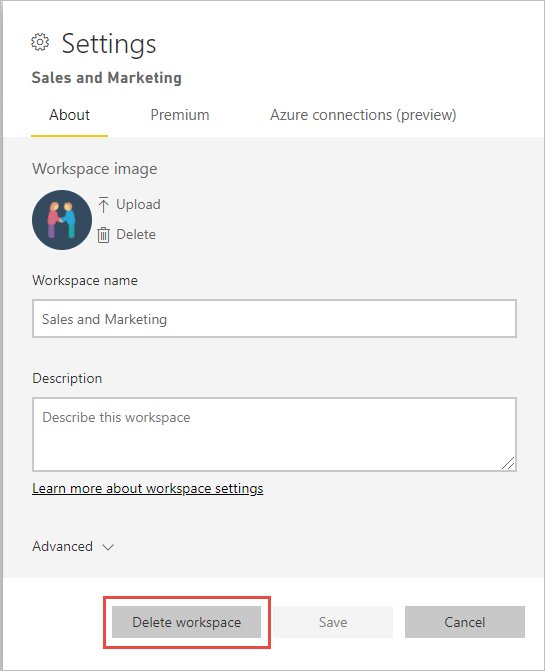 Settings
Sales and Marketing
About Premium Azure connections (preview)
Workspace image
Upload
Delete
Workspace name
Sales and Marketing
Description
Describe this workspace
Learn more about workspace settings
Advanced
Delete workspace Save Cancel